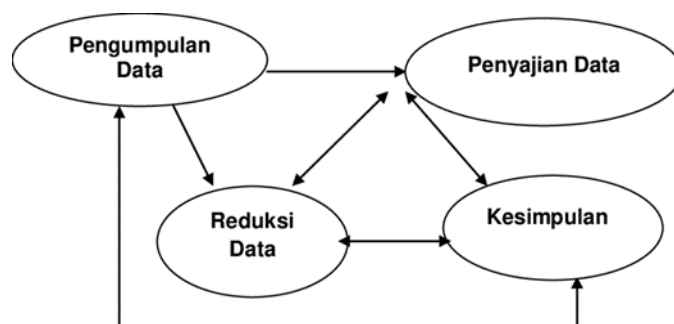 Pengumpulan
Data
Penyajian Data
Reduksi
Data
Kesimpulan